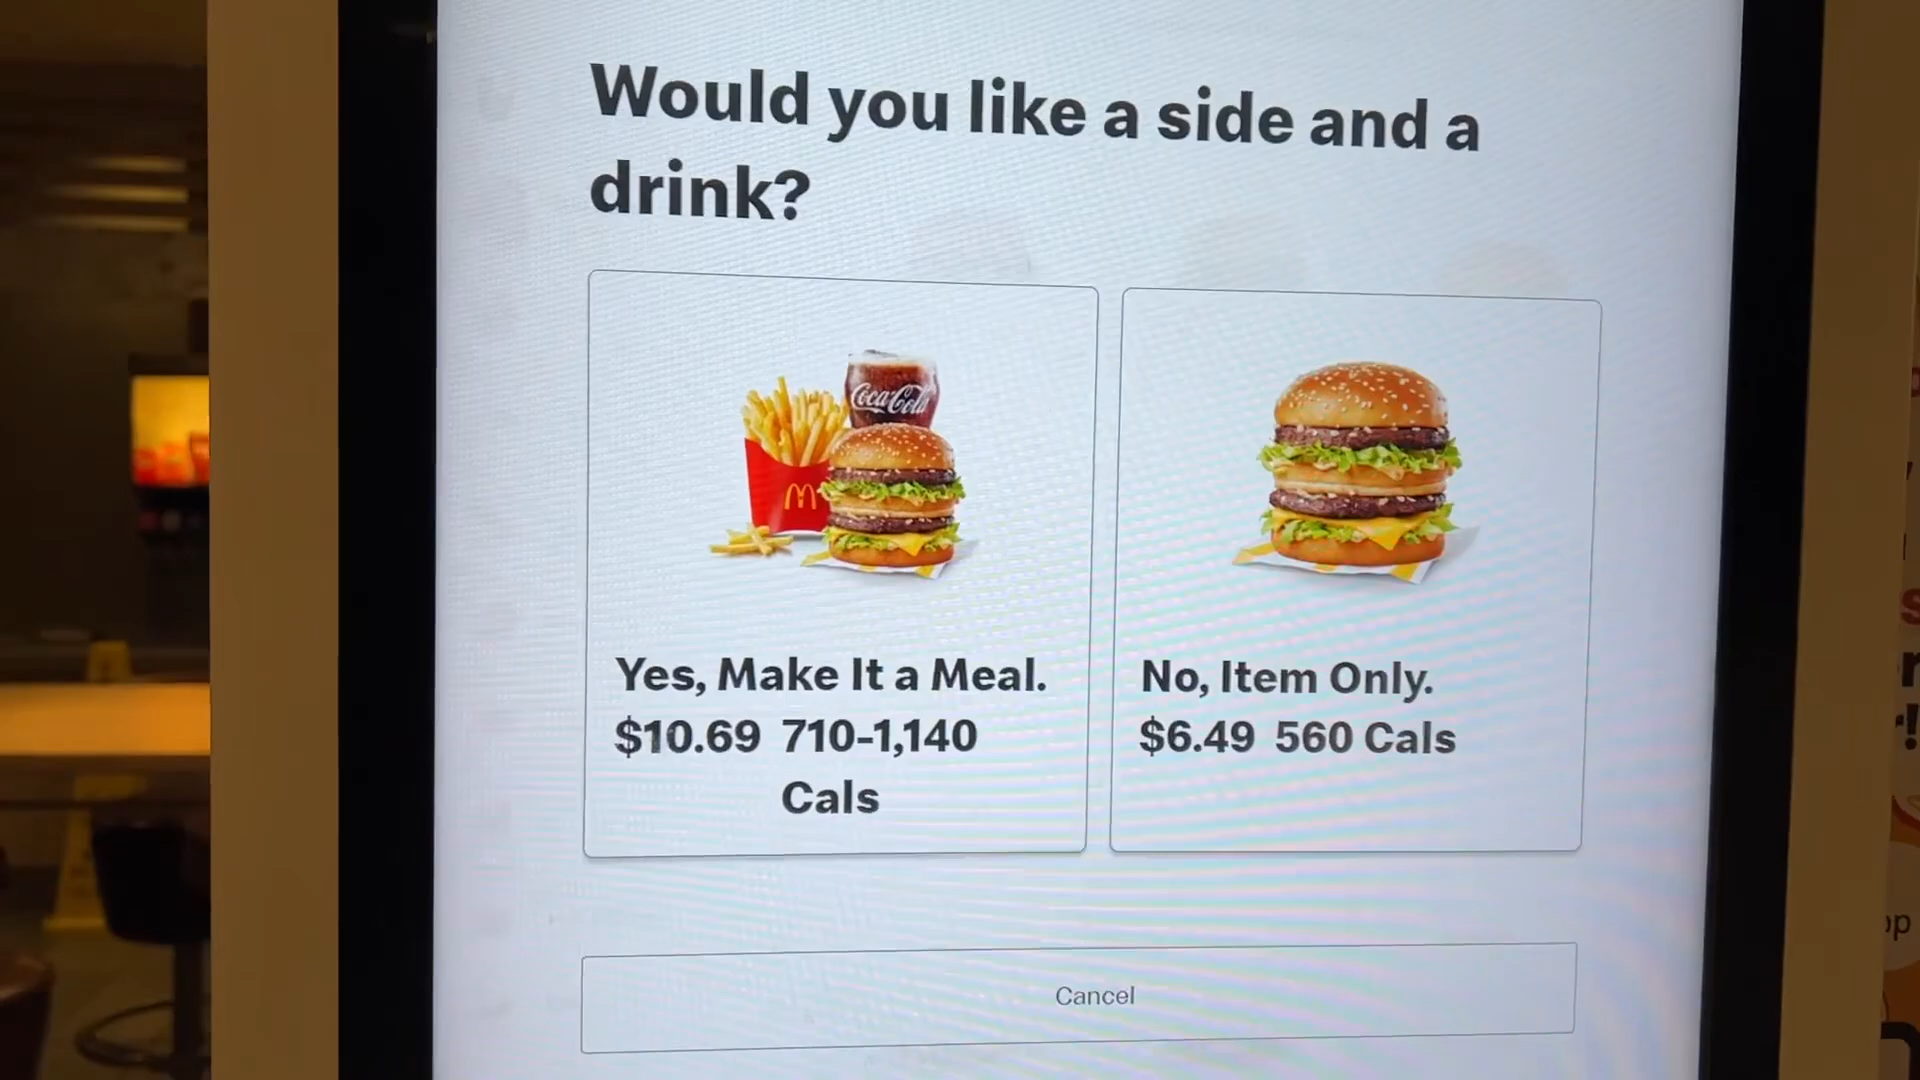 Would you like a side and a
drink?
Coca-Cola
Yes, Make It a Meal.
$10.69 710-1,140
Cals
No, Item Only.
$6.49 560 Cals
Cancel